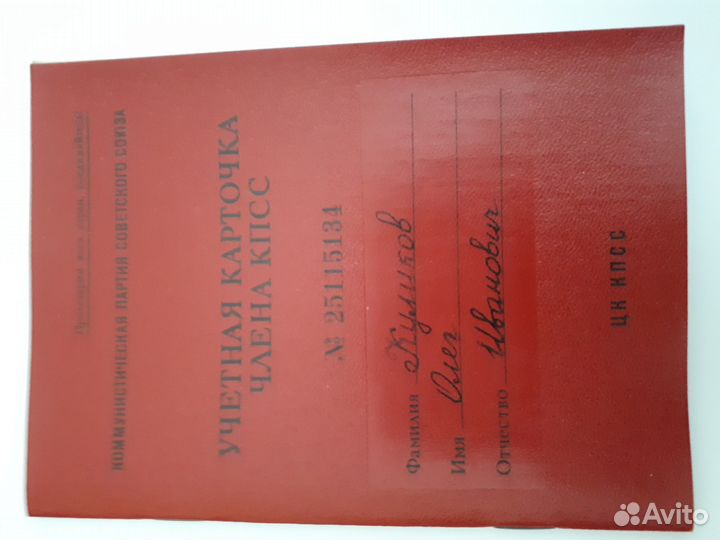 Пролетарии всех стран, соединяйтесь!
КОММУНИСТИЧЕСКАЯ ПАРТИЯ СОВЕТСКОГО СОЮЗА
УЧЕТНАЯ КАРТОЧКА
ЧЛЕНА КПСС
№ 25115134
Фамилия Куликов
Имя Олег
Отчество Иванович
ЦК КПСС
Avito